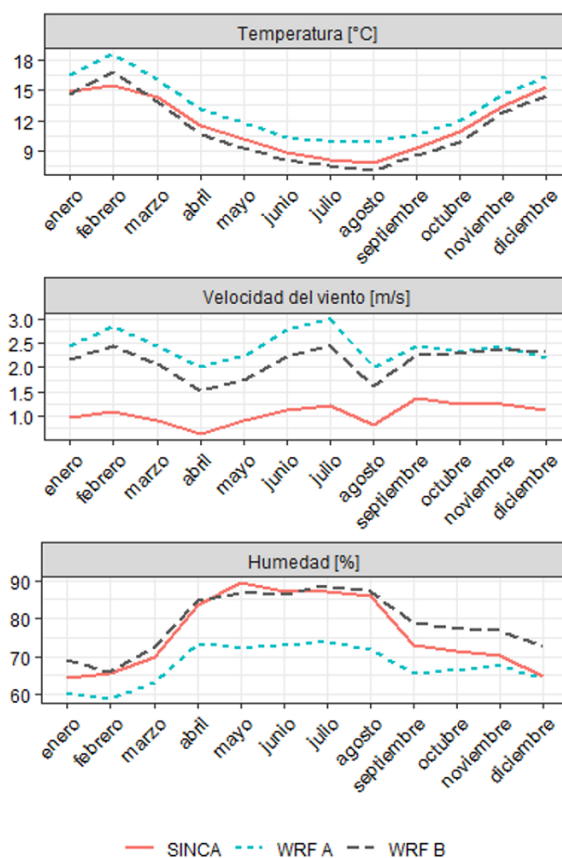 Temperatura [°C]
18
15
12
9
enero febrero marzo abril mayo junio julio agosto septiembre octubre noviembre diciembre
Velocidad del viento [m/s]
3.0
2.5
2.0
1.5
1.0
enero febrero marzo abril mayo junio julio agosto septiembre octubre noviembre diciembre
Humedad [%]
90
80
70
60
enero febrero marzo abril mayo junio julio agosto septiembre octubre noviembre diciembre
SINCA WRF A WRF B